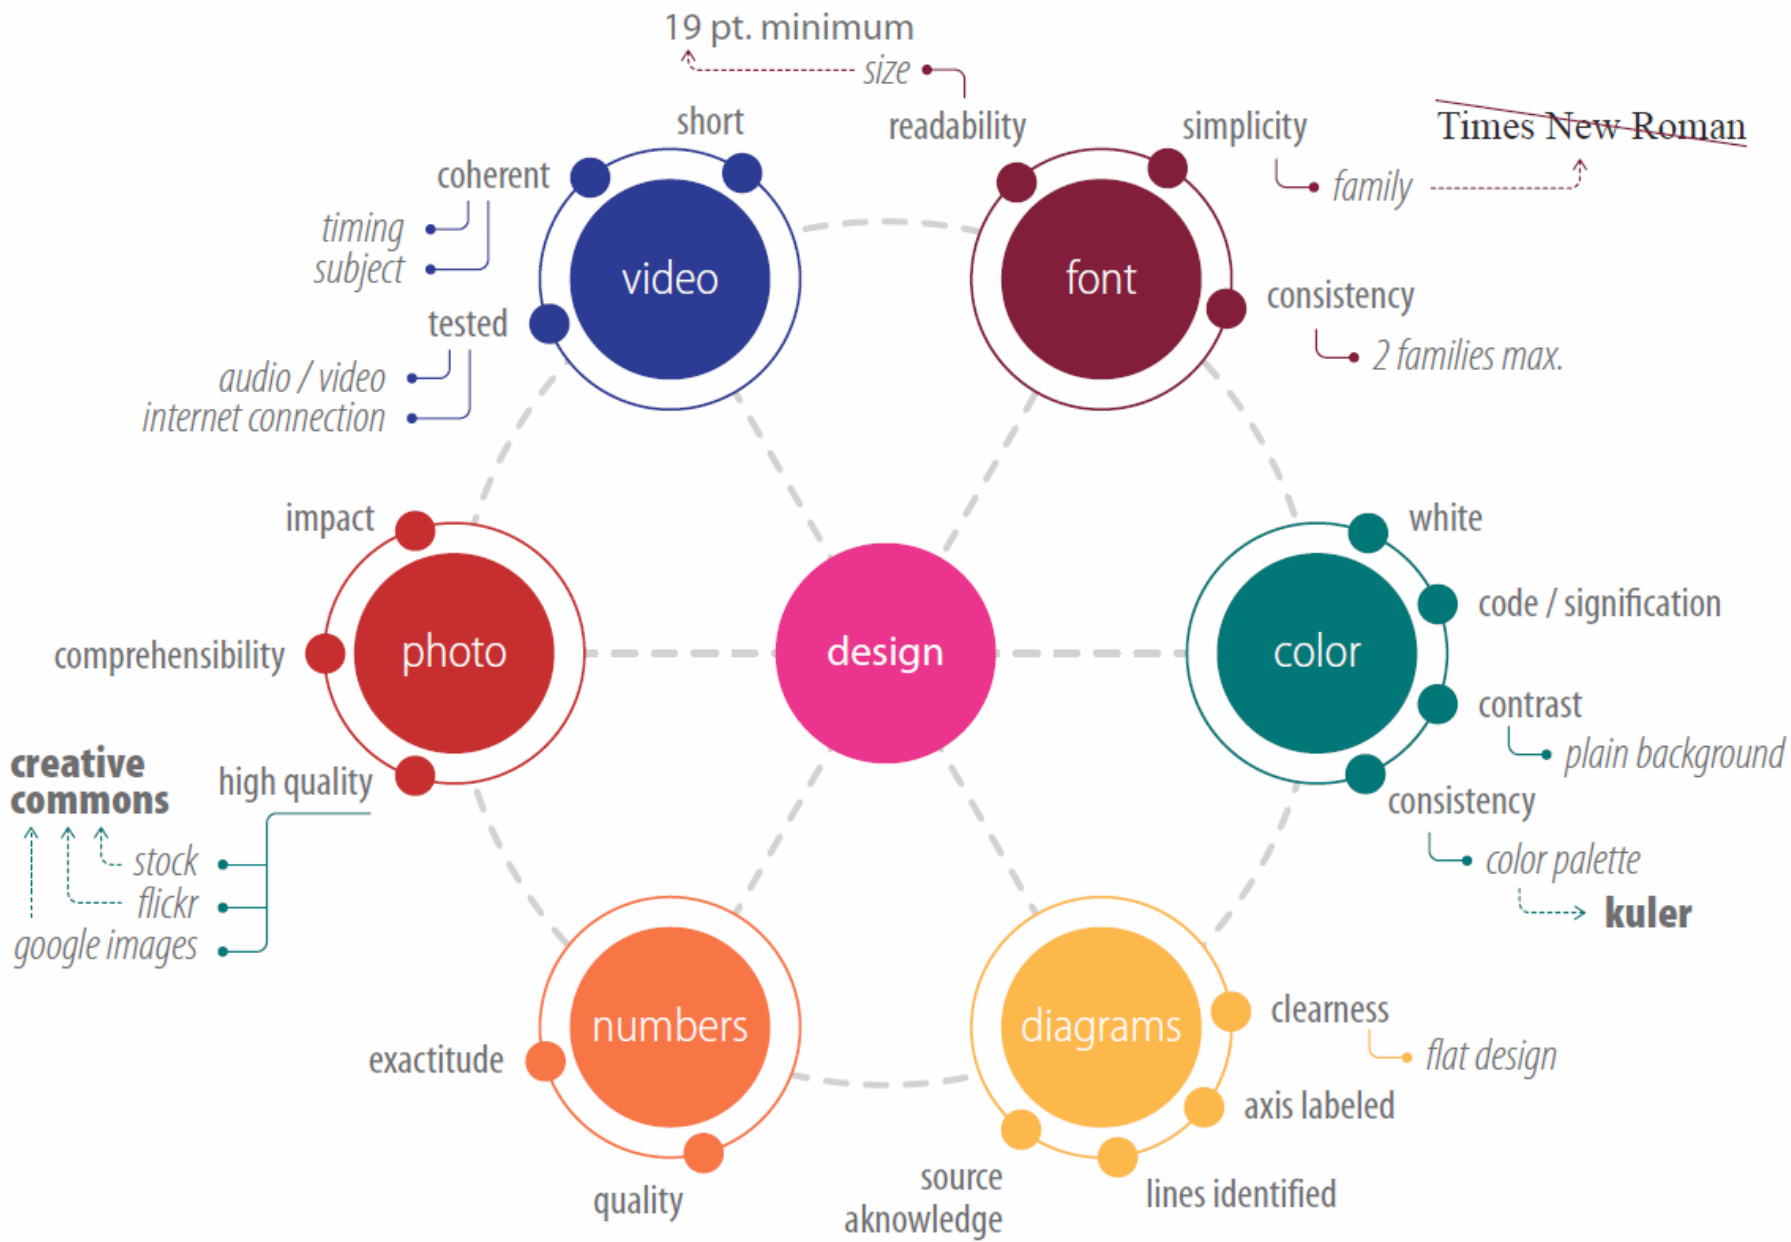 19 pt. minimum
size
readability
simplicity
Times New Roman
family
consistency
2 families max.
font
short
coherent
timing
subject
tested
audio / video
internet connection
video
impact
comprehensibility
high quality
creative
commons
stock
flickr
google images
photo
design
color
white
code / signification
contrast
plain background
consistency
color palette
kuler
numbers
exactitude
quality
diagrams
clearness
flat design
axis labeled
lines identified
source
aknowledge